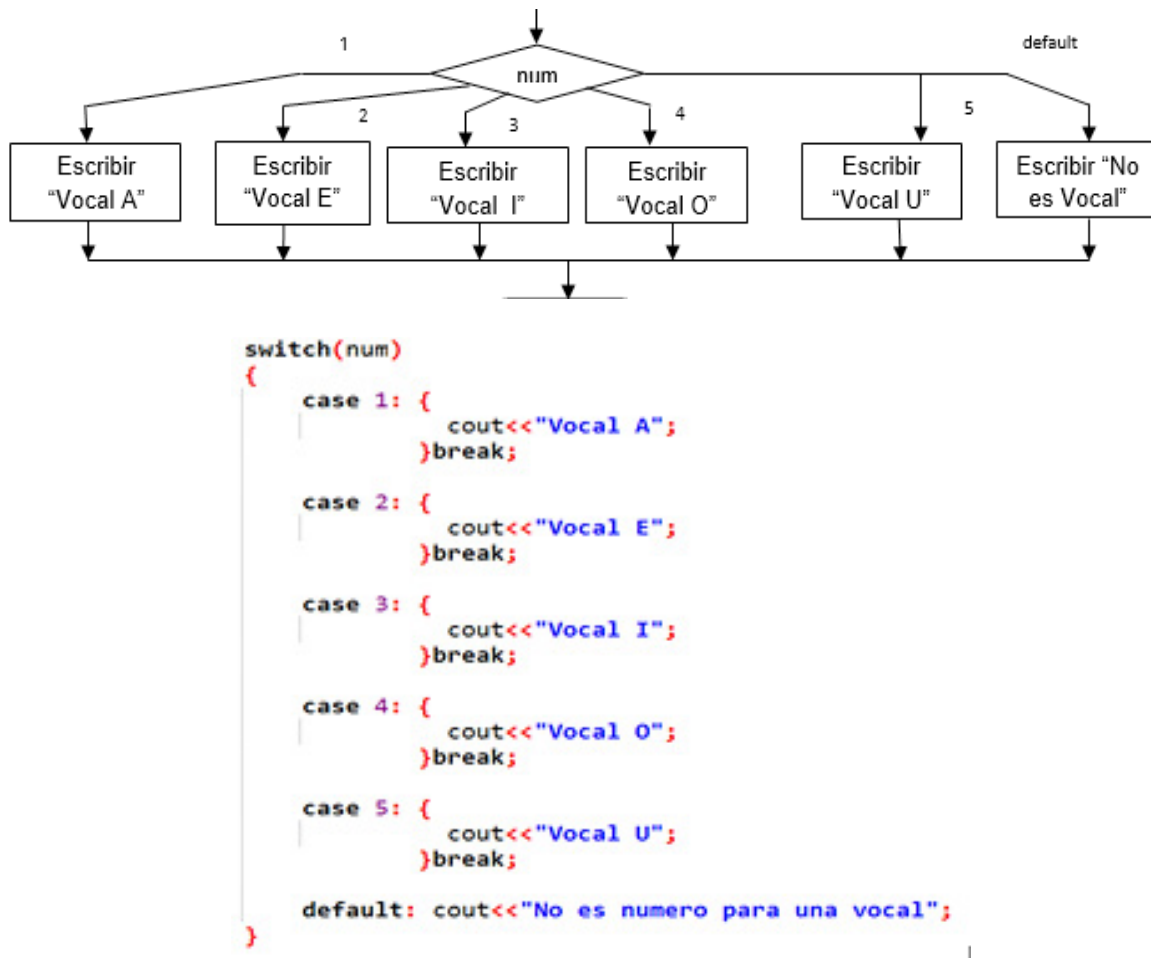 1
default
num
2
3
4
5
Escribir
“Vocal A”
Escribir
“Vocal E”
Escribir
“Vocal I”
Escribir
“Vocal O”
Escribir
“Vocal U”
Escribir “No
es Vocal”
switch(num)
{
case 1: {
cout<<"Vocal A";
}break;
case 2: {
cout<<"Vocal E";
}break;
case 3: {
cout<<"Vocal I";
}break;
case 4: {
cout<<"Vocal O";
}break;
case 5: {
cout<<"Vocal U";
}break;
default: cout<<"No es numero para una vocal";
}